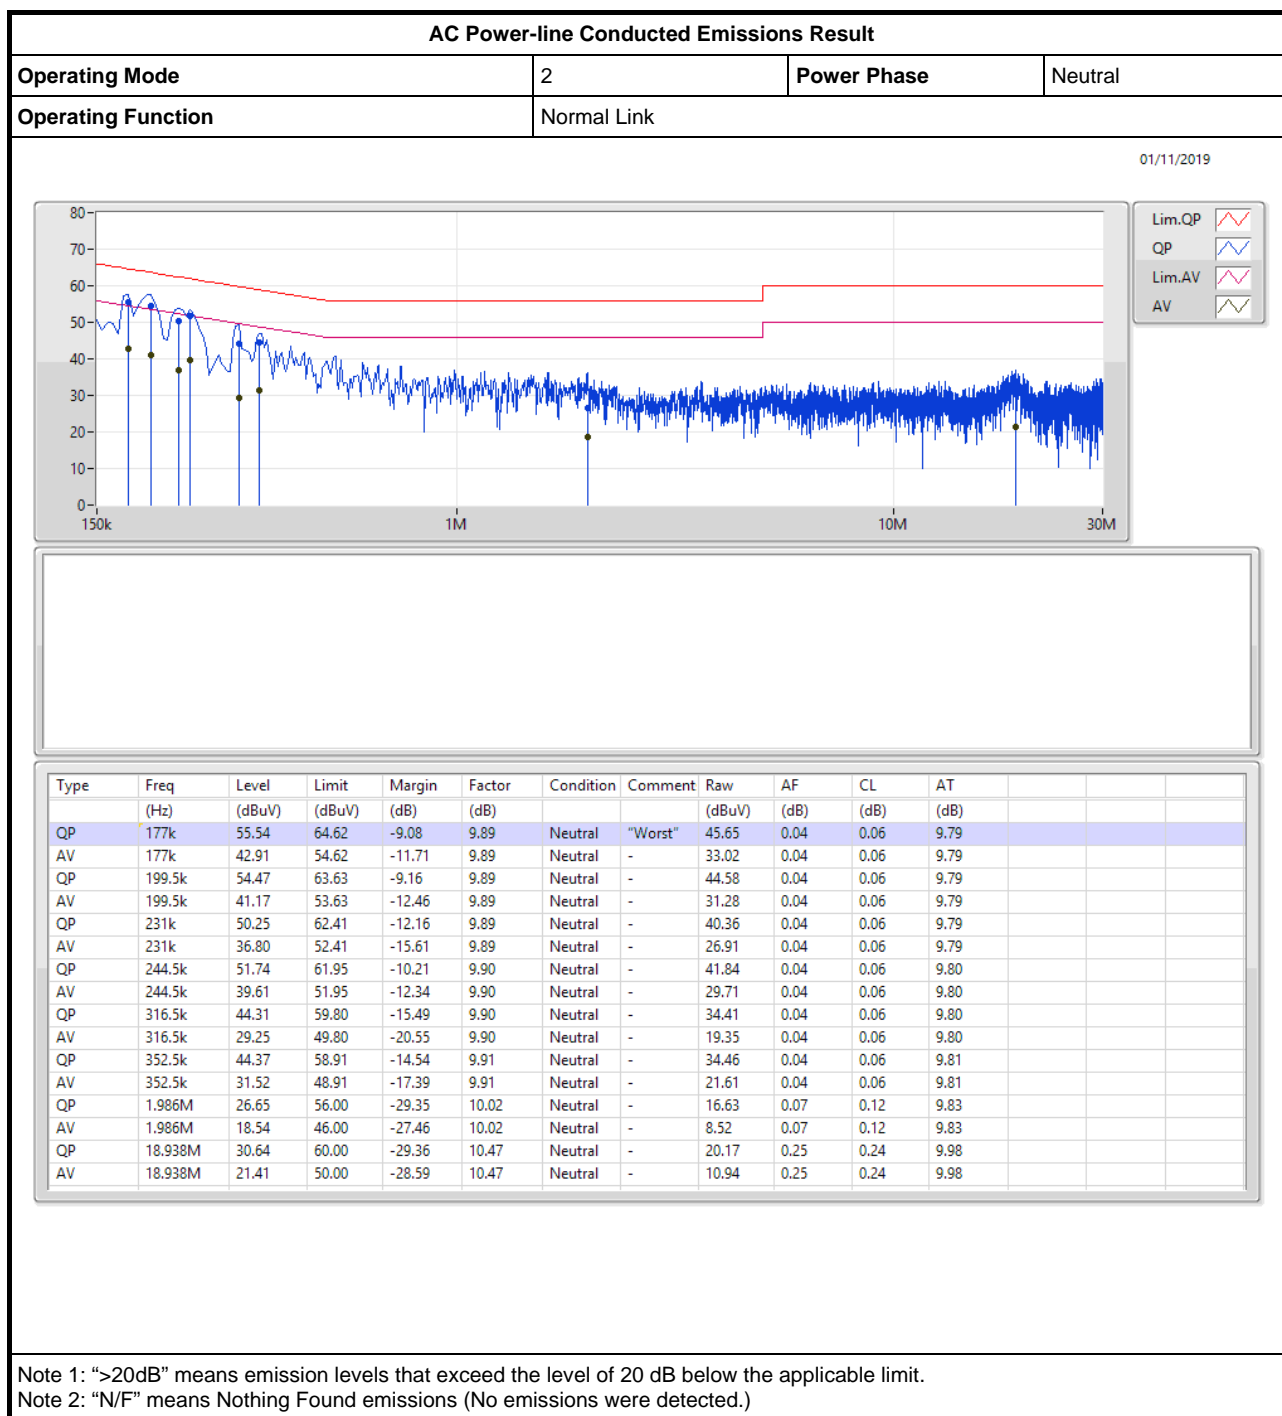 AC Power-line Conducted Emissions Result
Operating Mode 2 Power Phase Neutral
Operating Function Normal Link
01/11/2019
80
70
60
50
40
30
20
10
0
150k 1M 10M 30M
Lim.QP
QP
Lim.AV
AV
Type Freq Level Limit Margin Factor Condition Comment Raw AF CL AT
(Hz) (dBuV) (dBuV) (dB) (dB) (dBuV) (dB) (dB) (dB)
QP 177k 55.54 64.62 -9.08 9.89 Neutral "Worst" 45.65 0.04 0.06 9.79
AV 177k 42.91 54.62 -11.71 9.89 Neutral - 33.02 0.04 0.06 9.79
QP 199.5k 54.47 63.63 -9.16 9.89 Neutral - 44.58 0.04 0.06 9.79
AV 199.5k 41.17 53.63 -12.46 9.89 Neutral - 31.28 0.04 0.06 9.79
QP 231k 50.25 62.41 -12.16 9.89 Neutral - 40.36 0.04 0.06 9.79
AV 231k 36.80 52.41 -15.61 9.89 Neutral - 26.91 0.04 0.06 9.79
QP 244.5k 51.74 61.95 -10.21 9.90 Neutral - 41.84 0.04 0.06 9.80
AV 244.5k 39.61 51.95 -12.34 9.90 Neutral - 29.71 0.04 0.06 9.80
QP 316.5k 44.31 59.80 -15.49 9.90 Neutral - 34.41 0.04 0.06 9.80
AV 316.5k 29.25 49.80 -20.55 9.90 Neutral - 19.35 0.04 0.06 9.80
QP 352.5k 44.37 58.91 -14.54 9.91 Neutral - 34.46 0.04 0.06 9.81
AV 352.5k 31.52 48.91 -17.39 9.91 Neutral - 21.61 0.04 0.06 9.81
QP 1.986M 26.65 56.00 -29.35 10.02 Neutral - 16.63 0.07 0.12 9.83
AV 1.986M 18.54 46.00 -27.46 10.02 Neutral - 8.52 0.07 0.12 9.83
QP 18.938M 30.64 60.00 -29.36 10.47 Neutral - 20.17 0.25 0.24 9.98
AV 18.938M 21.41 50.00 -28.59 10.47 Neutral - 10.94 0.25 0.24 9.98
Note 1: “>20dB” means emission levels that exceed the level of 20 dB below the applicable limit.
Note 2: “N/F” means Nothing Found emissions (No emissions were detected.)